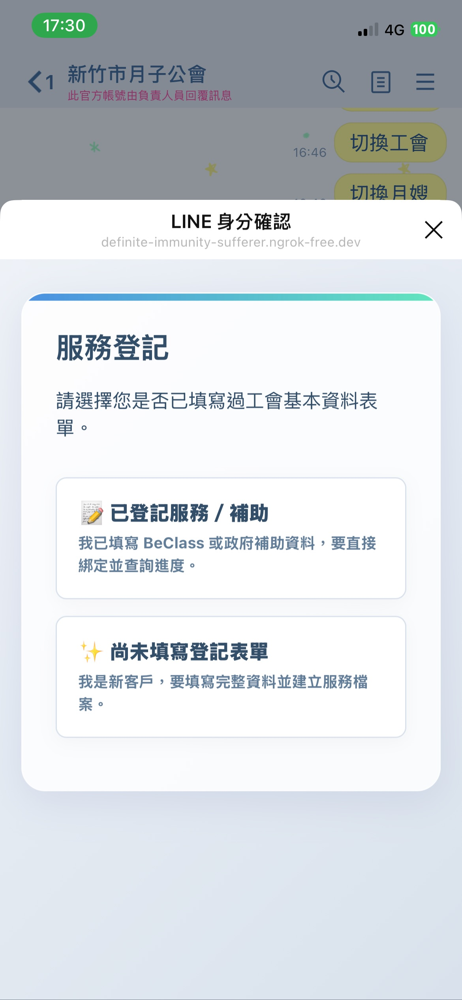 17:30
4G
100
1
新竹市月子公會
此官方帳號由負責人員回覆訊息
切換工會
16:46
切換月嫂
LINE 身分確認
definite-immunity-sufferer.ngrok-free.dev
服務登記
請選擇您是否已填寫過工會基本資料表
單。
已登記服務 / 補助
我已填寫 BeClass 或政府補助資料，要直接
綁定並查詢進度。
尚未填寫登記表單
我是新客戶，要填寫完整資料並建立服務檔
案。